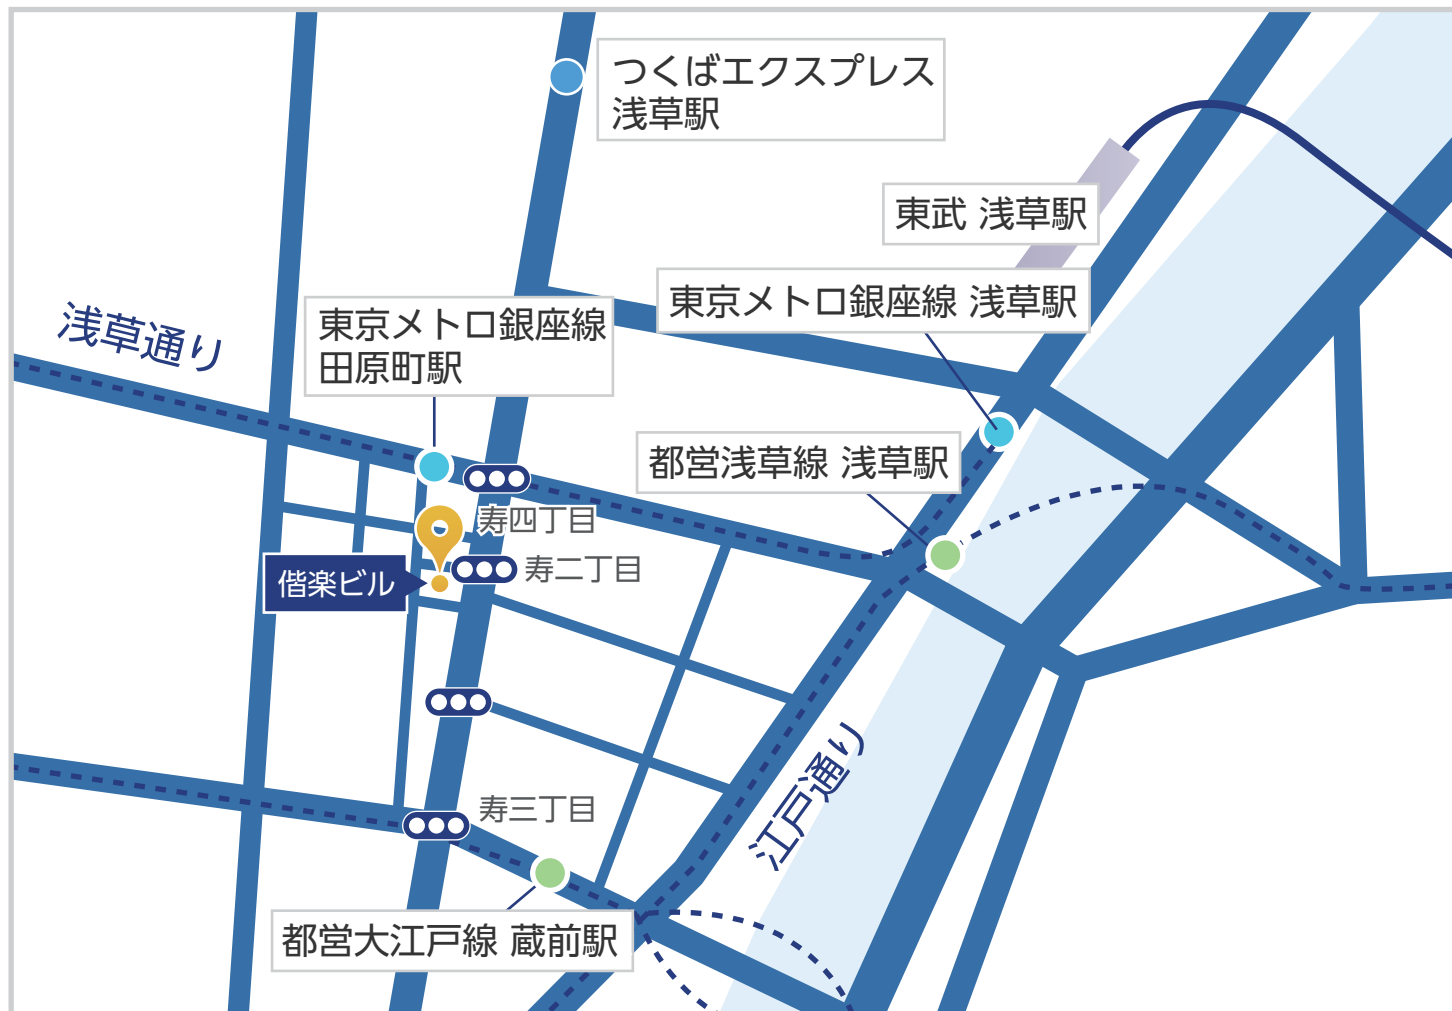 つくばエクスプレス
浅草駅
東武 浅草駅
東京メトロ銀座線 浅草駅
浅草通り
東京メトロ銀座線
田原町駅
都営浅草線 浅草駅
寿四丁目
寿二丁目
偕楽ビル
江戸通り
寿三丁目
都営大江戸線 蔵前駅